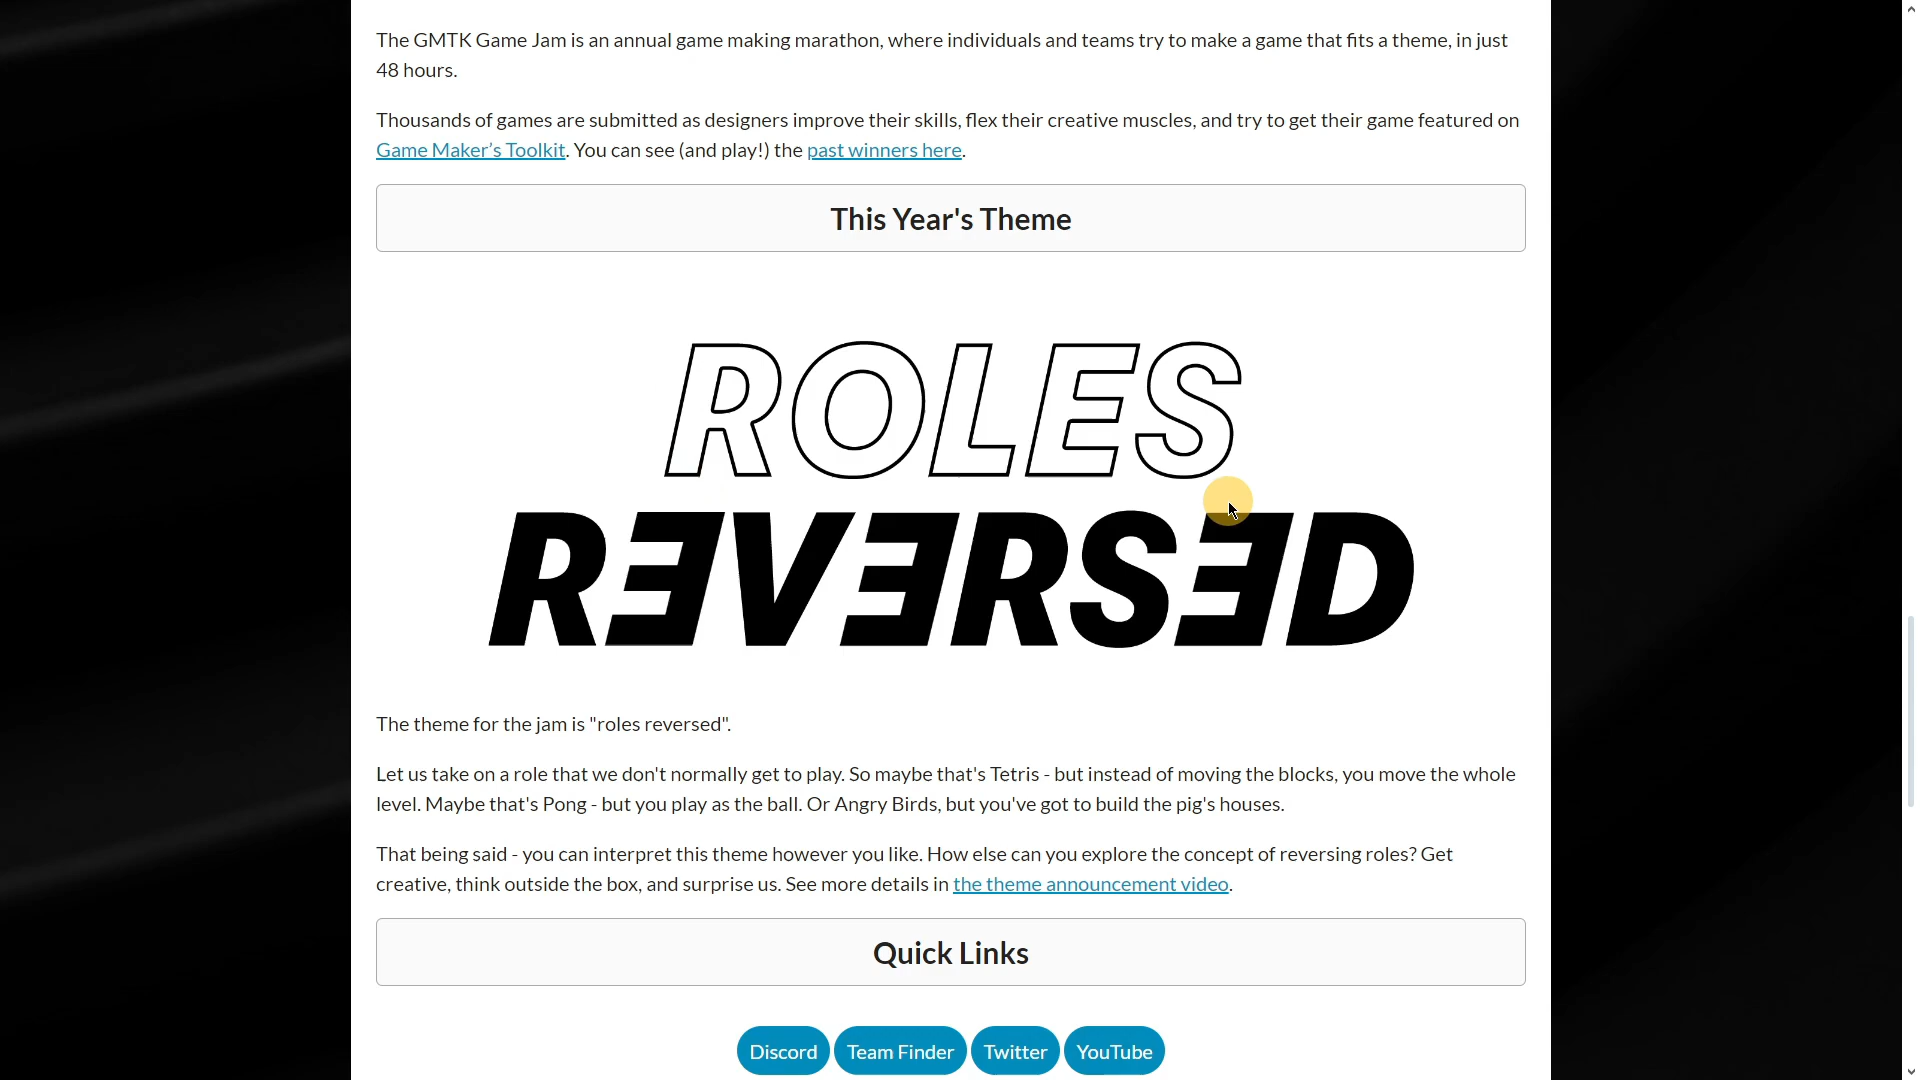 The GMTK Game Jam is an annual game making marathon, where individuals and teams try to make a game that fits a theme, in just
48 hours.
Thousands of games are submitted as designers improve their skills, flex their creative muscles, and try to get their game featured on
Game Maker’s Toolkit. You can see (and play!) the past winners here.
This Year's Theme
ROLES
REVERSED
The theme for the jam is "roles reversed".
Let us take on a role that we don't normally get to play. So maybe that's Tetris - but instead of moving the blocks, you move the whole
level. Maybe that's Pong - but you play as the ball. Or Angry Birds, but you've got to build the pig's houses.
That being said - you can interpret this theme however you like. How else can you explore the concept of reversing roles? Get
creative, think outside the box, and surprise us. See more details in the theme announcement video.
Quick Links
Discord Team Finder Twitter YouTube